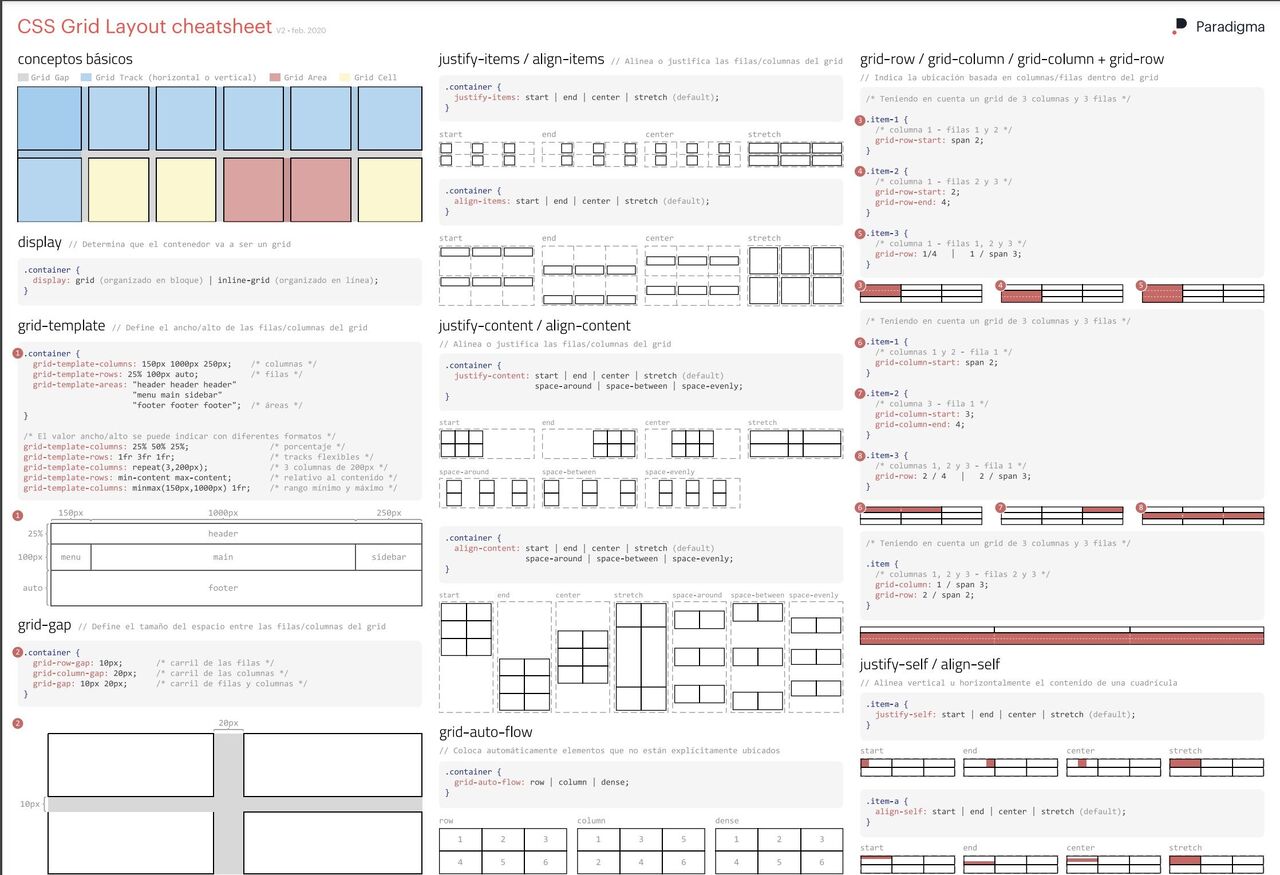 CSS Grid Layout cheatsheet V2 • feb. 2020
Paradigma
conceptos básicos
Grid Gap
Grid Track (horizontal o vertical)
Grid Area
Grid Cell
display // Determina que el contenedor va a ser un grid
.container {
display: grid (organizado en bloque) | inline-grid (organizado en línea);
}
grid-template // Define el ancho/alto de las filas/columnas del grid
1
.container {
grid-template-columns: 150px 1000px 250px; /* columnas */
grid-template-rows: 25% 100px auto; /* filas */
grid-template-areas: "header header header"
"menu main sidebar"
"footer footer footer"; /* áreas */
}
/* El valor ancho/alto se puede indicar con diferentes formatos */
grid-template-columns: 25% 50% 25%; /* porcentaje */
grid-template-rows: 1fr 3fr 1fr; /* tracks flexibles */
grid-template-columns: repeat(3,200px); /* 3 columnas de 200px */
grid-template-rows: min-content max-content; /* relativo al contenido */
grid-template-columns: minmax(150px,1000px) 1fr; /* rango mínimo y máximo */
1
150px 1000px 250px
25% header
100px menu main sidebar
auto footer
grid-gap // Define el tamaño del espacio entre las filas/columnas del grid
2
.container {
grid-row-gap: 10px; /* carril de las filas */
grid-column-gap: 20px; /* carril de las columnas */
grid-gap: 10px 20px; /* carril de filas y columnas */
}
2
20px
10px
justify-items / align-items // Alinea o justifica las filas/columnas del grid
.container {
justify-items: start | end | center | stretch (default);
}
start end center stretch
.container {
align-items: start | end | center | stretch (default);
}
start end center stretch
justify-content / align-content
// Alinea o justifica las filas/columnas del grid
.container {
justify-content: start | end | center | stretch (default)
space-around | space-between | space-evenly;
}
start end center stretch
space-around space-between space-evenly
.container {
align-content: start | end | center | stretch (default)
space-around | space-between | space-evenly;
}
start end center stretch space-around space-between space-evenly
grid-auto-flow
// Coloca automáticamente elementos que no están explícitamente ubicados
.container {
grid-auto-flow: row | column | dense;
}
row column dense
1 2 3 1 3 5 1 2 3
4 5 6 2 4 6 4 5 6
grid-row / grid-column / grid-column + grid-row
// Indica la ubicación basada en columnas/filas dentro del grid
/* Teniendo en cuenta un grid de 3 columnas y 3 filas */
3
.item-1 {
/* columna 1 - filas 1 y 2 */
grid-row-start: span 2;
}
4
.item-2 {
/* columna 1 - filas 2 y 3 */
grid-row-start: 2;
grid-row-end: 4;
}
5
.item-3 {
/* columna 1 - filas 1, 2 y 3 */
grid-row: 1/4 | 1 / span 3;
}
3 4 5
/* Teniendo en cuenta un grid de 3 columnas y 3 filas */
6
.item-1 {
/* columnas 1 y 2 - fila 1 */
grid-column-start: span 2;
}
7
.item-2 {
/* columna 3 - fila 1 */
grid-column-start: 3;
grid-column-end: 4;
}
8
.item-3 {
/* columnas 1, 2 y 3 - fila 1 */
grid-row: 2 / 4 | 2 / span 3;
}
6 7 8
/* Teniendo en cuenta un grid de 3 columnas y 3 filas */
.item {
/* columnas 1, 2 y 3 - filas 2 y 3 */
grid-column: 1 / span 3;
grid-row: 2 / span 2;
}
justify-self / align-self
// Alinea vertical u horizontalmente el contenido de una cuadrícula
.item-a {
justify-self: start | end | center | stretch (default);
}
start end center stretch
.item-a {
align-self: start | end | center | stretch (default);
}
start end center stretch